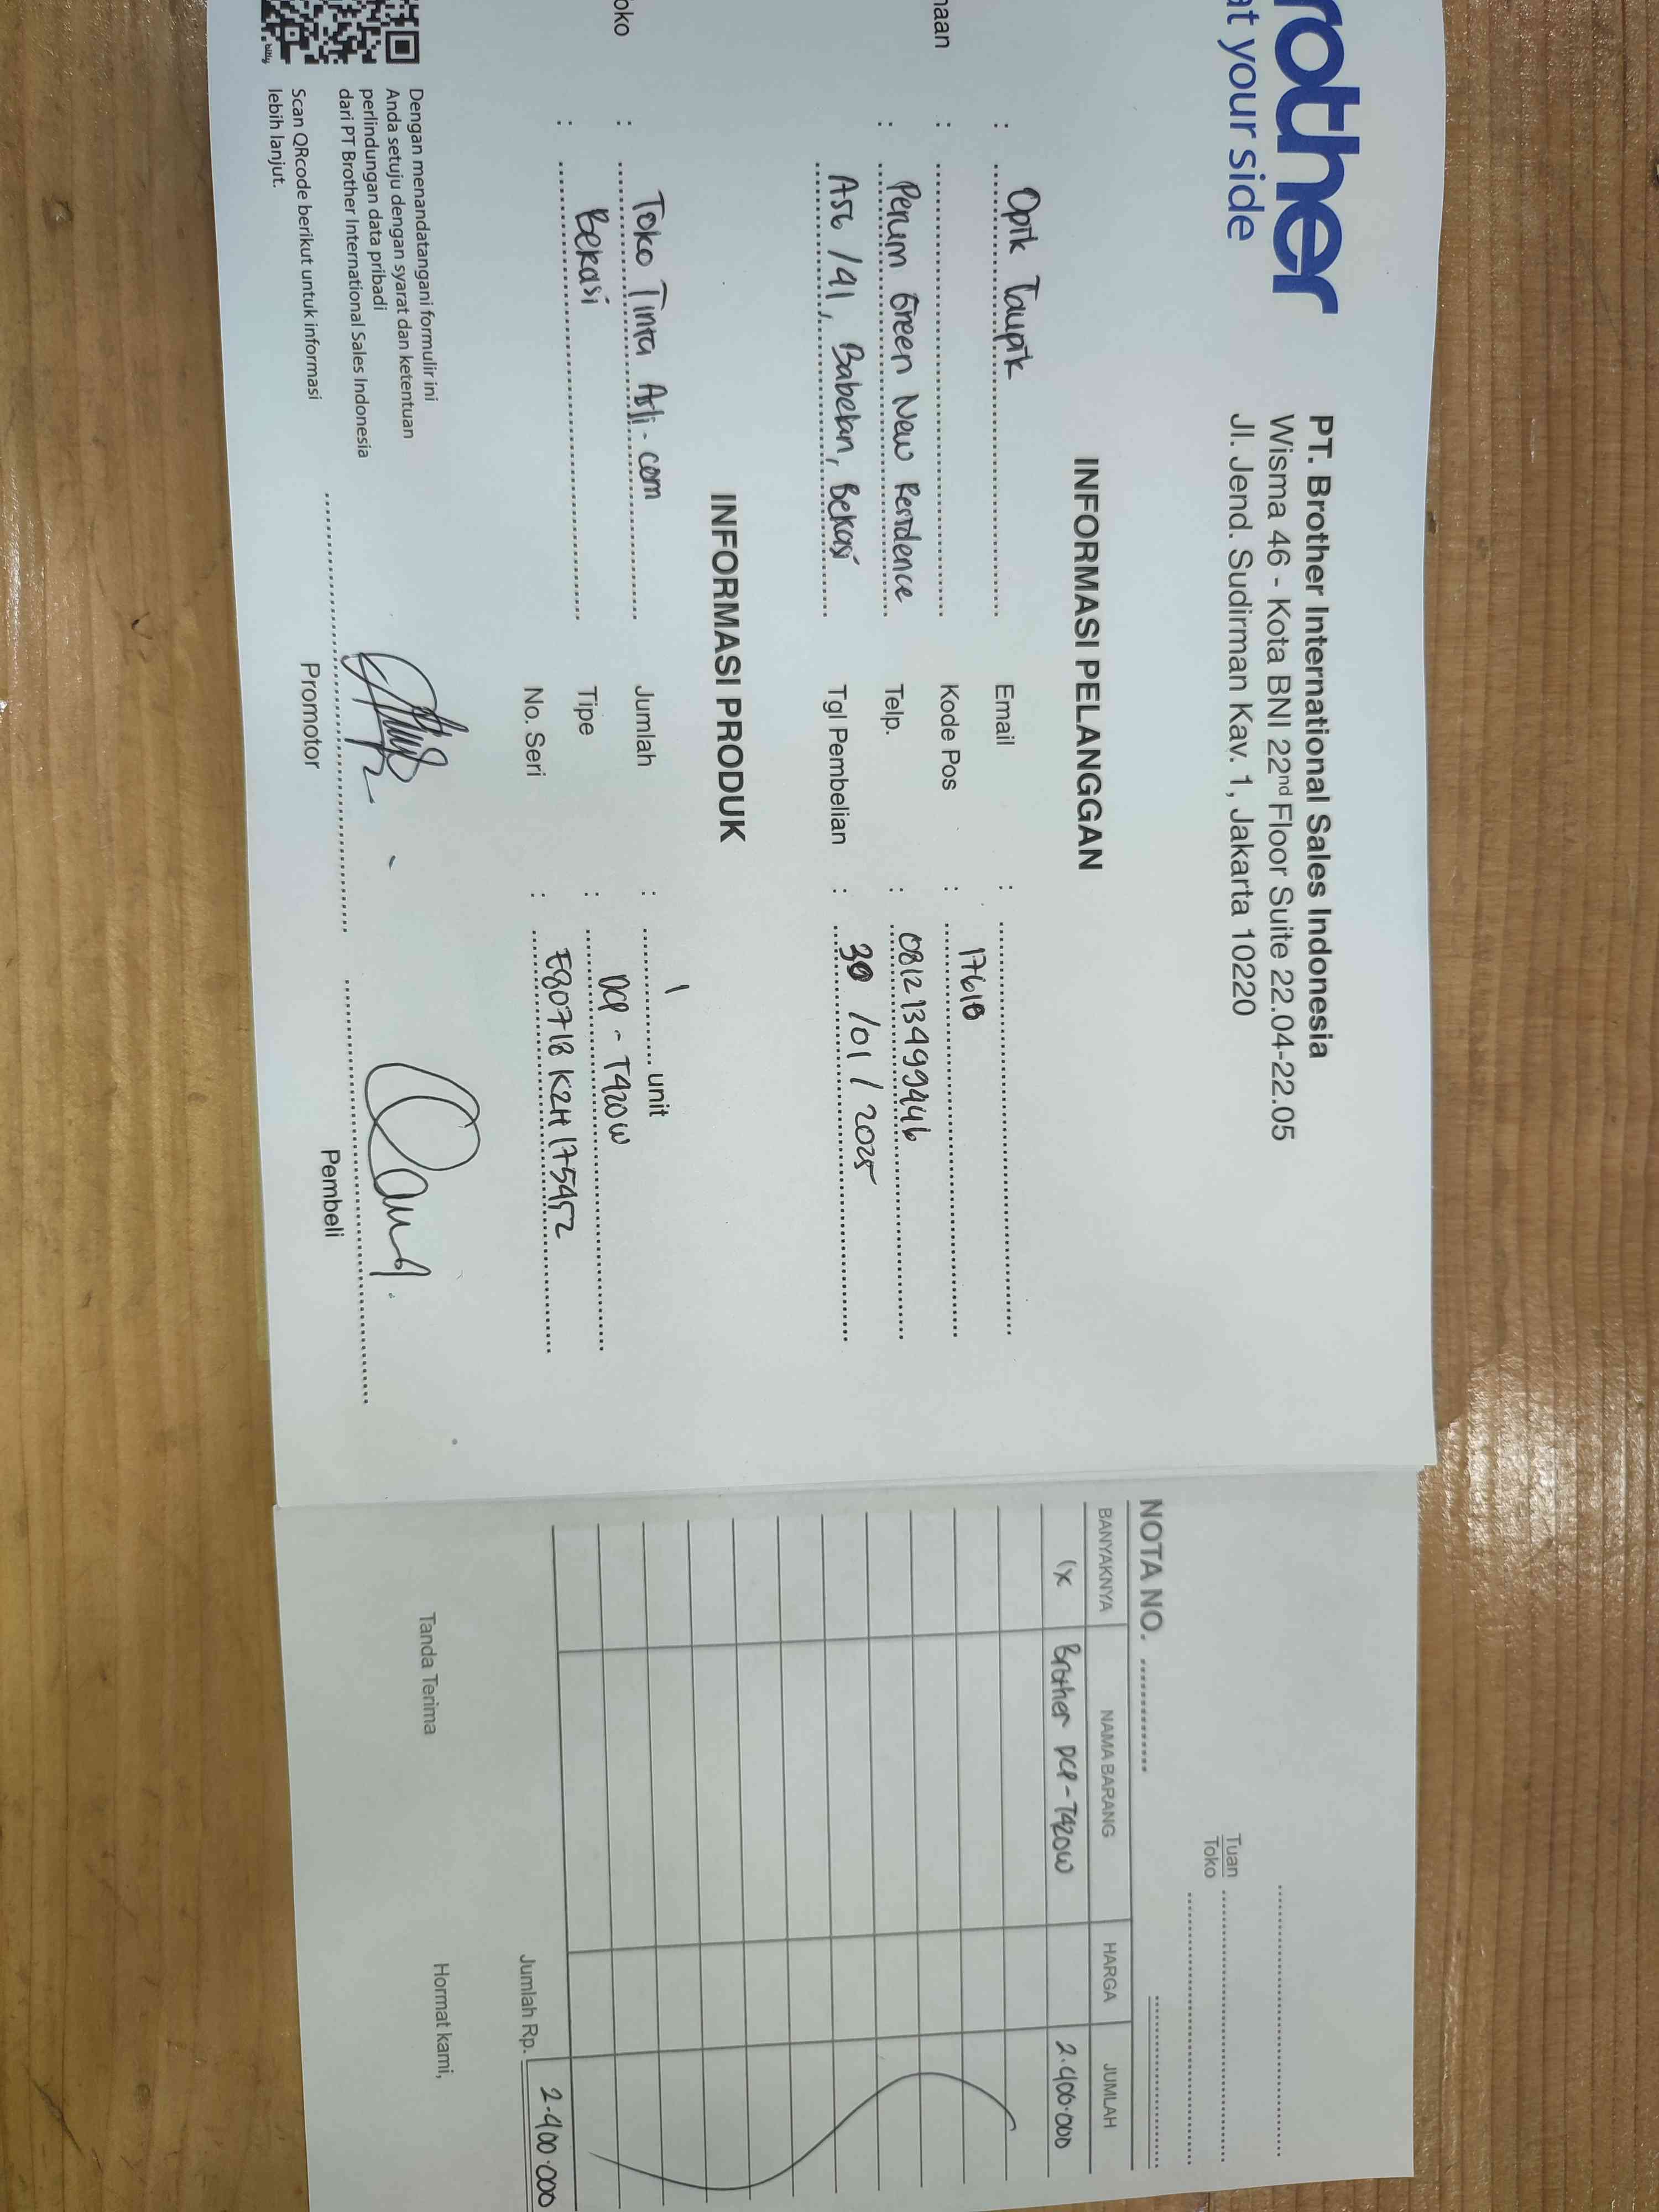 rother
at your side
PT. Brother International Sales Indonesia
Wisma 46 - Kota BNI 22nd Floor Suite 22.04-22.05
Jl. Jend. Sudirman Kav. 1, Jakarta 10220
INFORMASI PELANGGAN
: Opik Taupik
Email :
naan :
Kode Pos : 17610
: Perum Green New Residence
Telp. : 081213499446
A56 / 41, Babelan, Bekasi
Tgl Pembelian : 30 /01 / 2025
INFORMASI PRODUK
oko : Toko Tinta Asli.com
Jumlah : 1 unit
: Bekasi
Tipe : DCP - T420W
No. Seri : E80718K2H175452
Dengan menandatangani formulir ini
Anda setuju dengan syarat dan ketentuan
perlindungan data pribadi
dari PT Brother International Sales Indonesia
Scan QRcode berikut untuk informasi
lebih lanjut.
bitly
Promotor
Pembeli
Tuan
Toko
NOTA NO.
BANYAKNYA NAMA BARANG HARGA JUMLAH
1x Brother DCP-T420W 2.400.000
Jumlah Rp. 2.400.000
Tanda Terima Hormat kami,